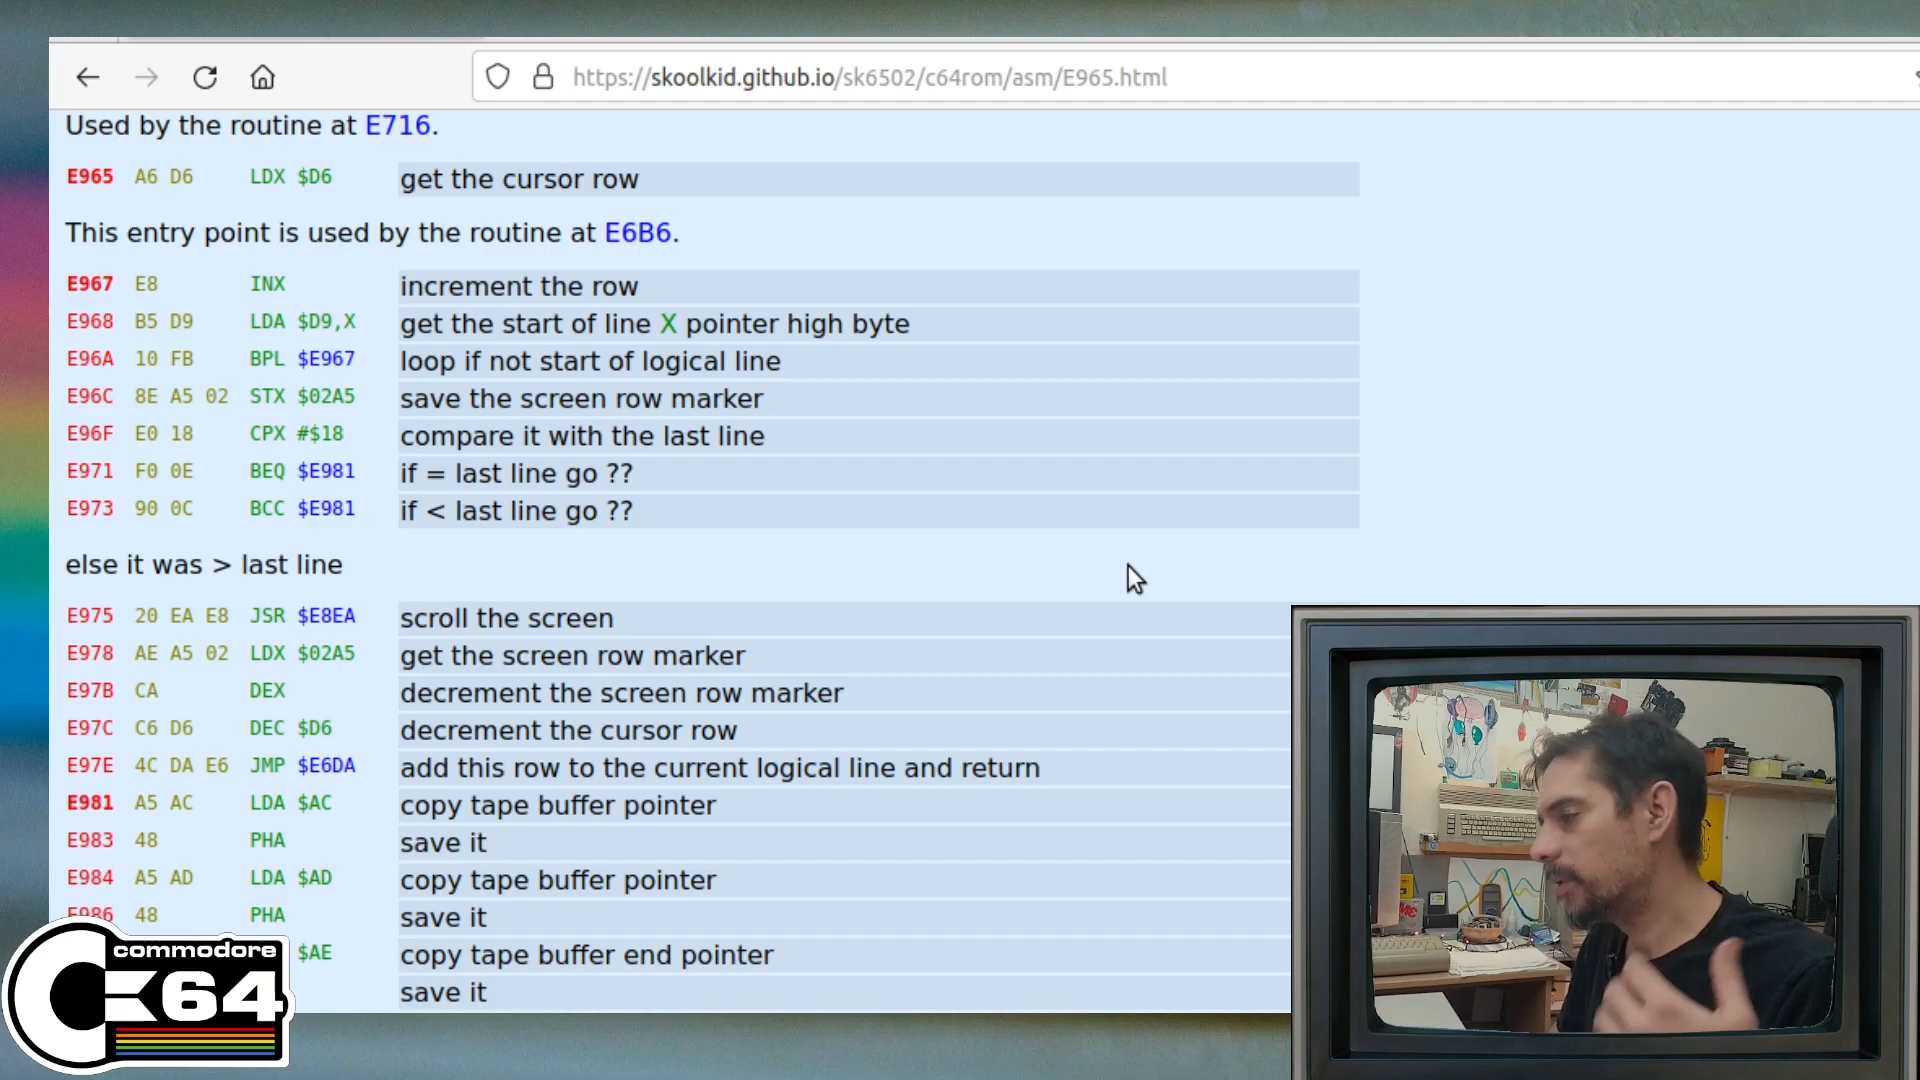 https://skoolkid.github.io/sk6502/c64rom/asm/E965.html
Used by the routine at E716.
E965 A6 D6 LDX $D6 get the cursor row
This entry point is used by the routine at E6B6.
E967 E8 INX increment the row
E968 B5 D9 LDA $D9,X get the start of line X pointer high byte
E96A 10 FB BPL $E967 loop if not start of logical line
E96C 8E A5 02 STX $02A5 save the screen row marker
E96F E0 18 CPX #$18 compare it with the last line
E971 F0 0E BEQ $E981 if = last line go ??
E973 90 0C BCC $E981 if < last line go ??
else it was > last line
E975 20 EA E8 JSR $E8EA scroll the screen
E978 AE A5 02 LDX $02A5 get the screen row marker
E97B CA DEX decrement the screen row marker
E97C C6 D6 DEC $D6 decrement the cursor row
E97E 4C DA E6 JMP $E6DA add this row to the current logical line and return
E981 A5 AC LDA $AC copy tape buffer pointer
E983 48 PHA save it
E984 A5 AD LDA $AD copy tape buffer pointer
E986 48 PHA save it
$AE copy tape buffer end pointer
save it
commodore
64